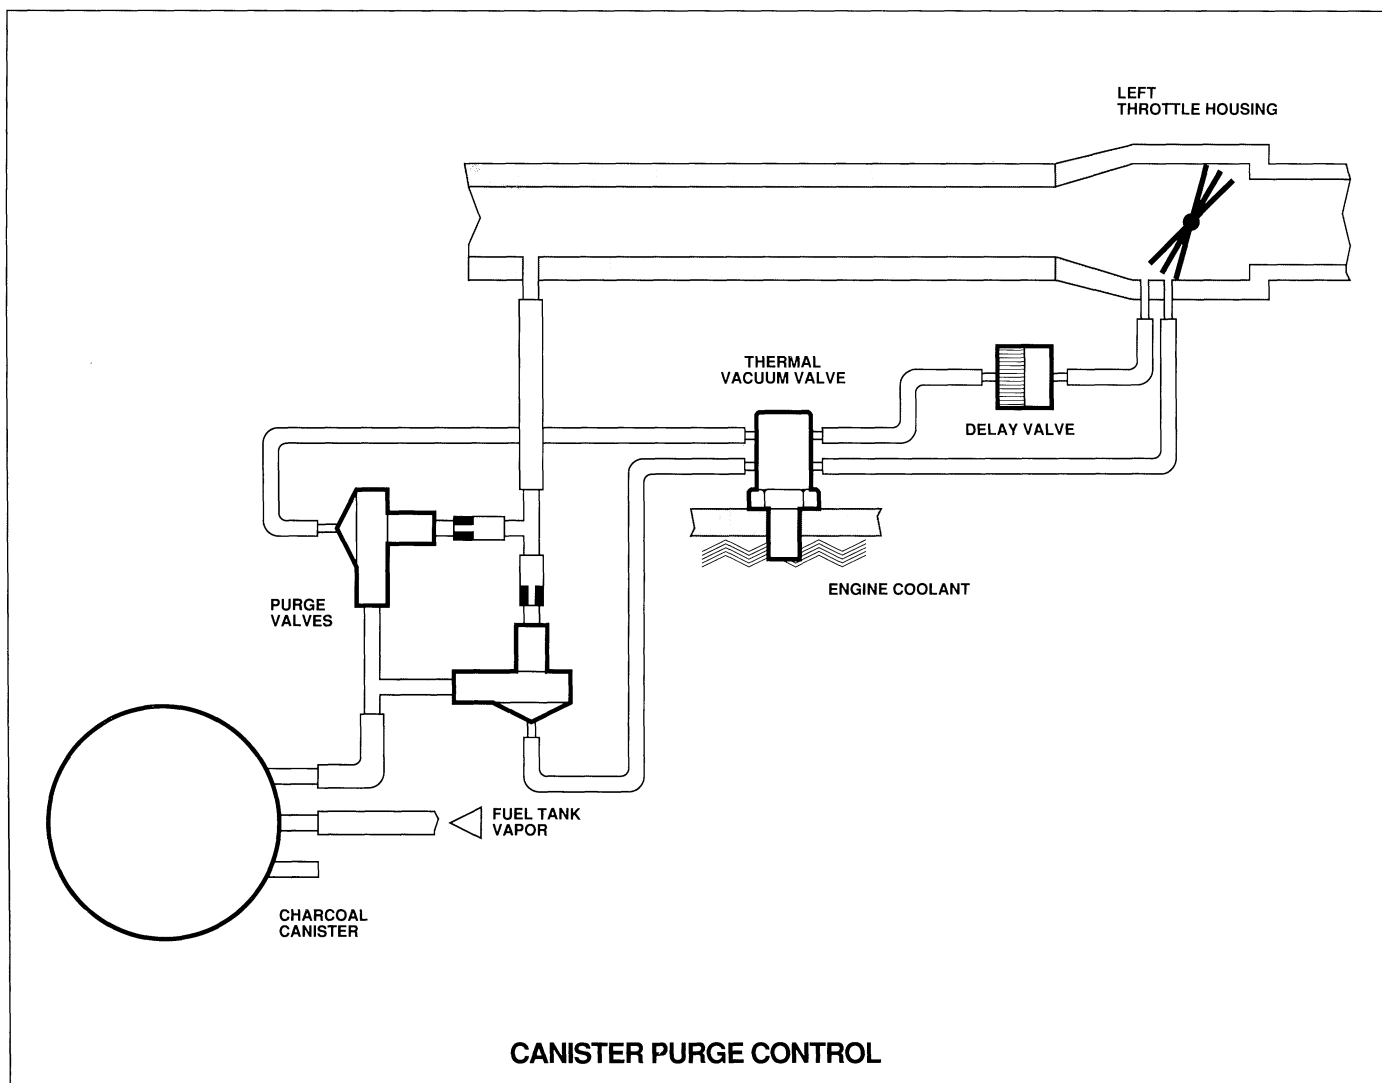 LEFT
THROTTLE HOUSING
THERMAL
VACUUM VALVE
DELAY VALVE
ENGINE COOLANT
PURGE
VALVES
FUEL TANK
VAPOR
CHARCOAL
CANISTER
CANISTER PURGE CONTROL